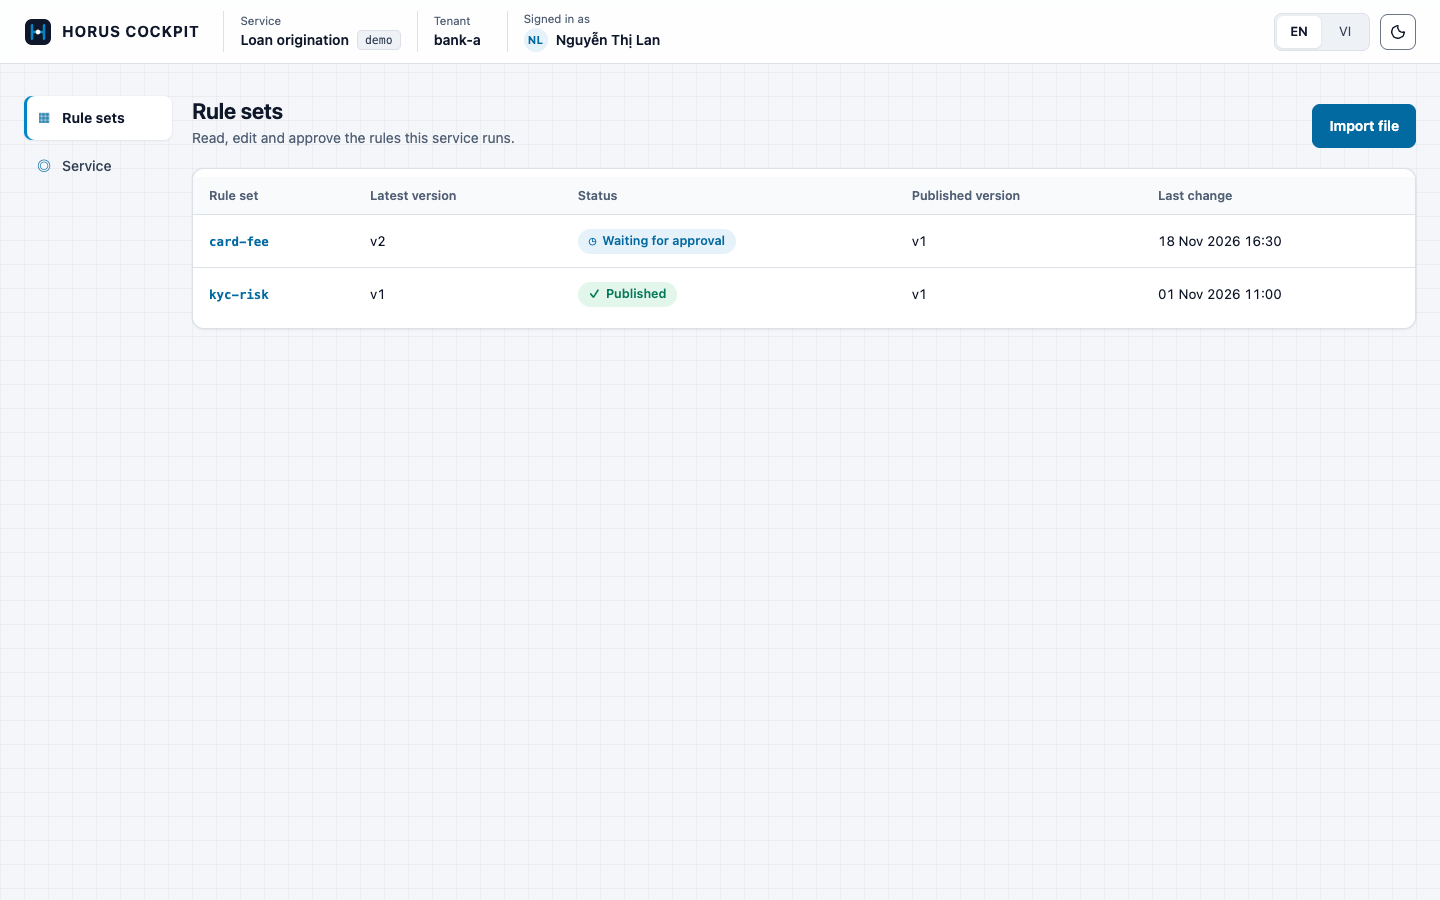 HORUS COCKPIT
Service
Loan origination demo
Tenant
bank-a
Signed in as
NL Nguyễn Thị Lan
EN VI
Rule sets
Service
Rule sets
Read, edit and approve the rules this service runs.
Import file
Rule set Latest version Status Published version Last change
card-fee v2 Waiting for approval v1 18 Nov 2026 16:30
kyc-risk v1 Published v1 01 Nov 2026 11:00